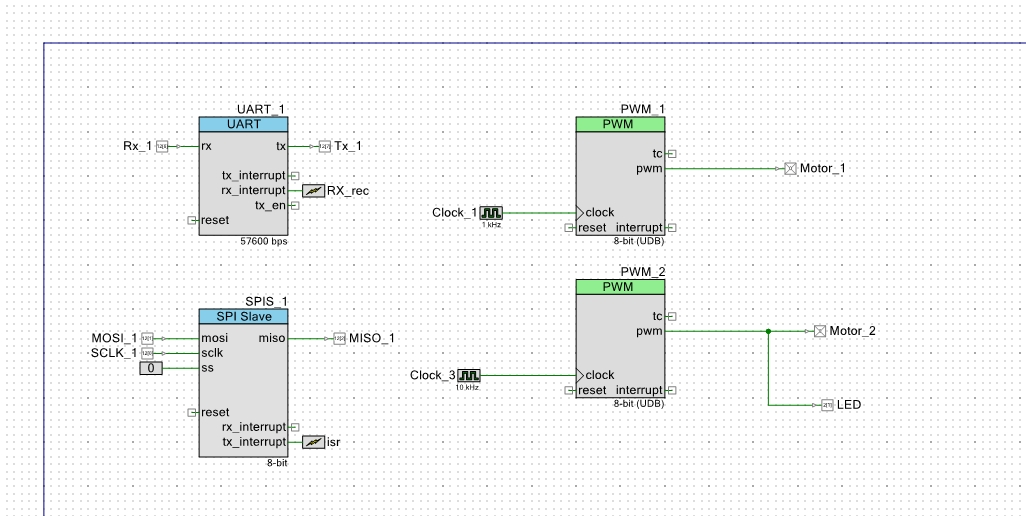 UART_1
UART
Rx_1
rx
tx
Tx_1
tx_interrupt
rx_interrupt
RX_rec
tx_en
reset
57600 bps
SPIS_1
SPI Slave
MOSI_1
mosi
miso
MISO_1
SCLK_1
sclk
0
ss
reset
rx_interrupt
tx_interrupt
isr
8-bit
PWM_1
PWM
tc
pwm
Motor_1
Clock_1
1 kHz
clock
reset
interrupt
8-bit (UDB)
PWM_2
PWM
tc
pwm
Motor_2
Clock_3
10 kHz
clock
reset
interrupt
8-bit (UDB)
LED